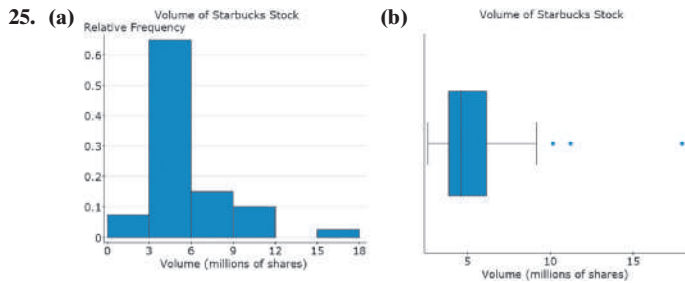 25. (a)
Volume of Starbucks Stock
Relative Frequency
0.6
0.5
0.4
0.3
0.2
0.1
0
0 3 6 9 12 15 18
Volume (millions of shares)
(b)
Volume of Starbucks Stock
5 10 15
Volume (millions of shares)